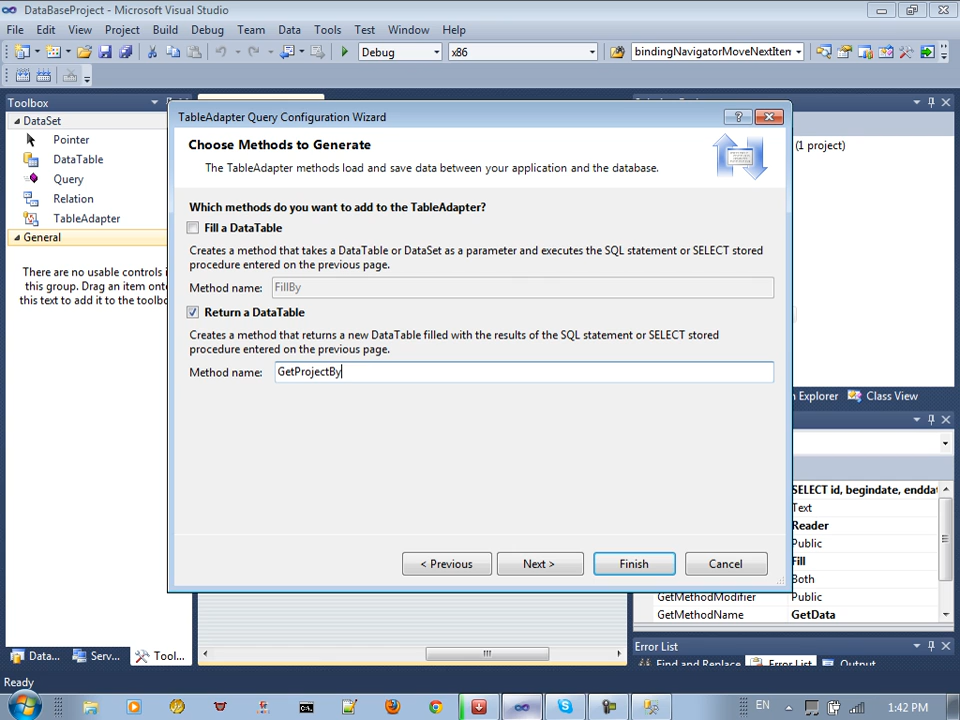 DataBaseProject - Microsoft Visual Studio
File Edit View Project Build Debug Team Data Tools Test Window Help
Debug x86 bindingNavigatorMoveNextItem
Toolbox
DataSet
Pointer
DataTable
Query
Relation
TableAdapter
General
There are no usable controls i
this group. Drag an item onto
this text to add it to the toolbo
TableAdapter Query Configuration Wizard
Choose Methods to Generate
The TableAdapter methods load and save data between your application and the database.
Which methods do you want to add to the TableAdapter?
Fill a DataTable
Creates a method that takes a DataTable or DataSet as a parameter and executes the SQL statement or SELECT stored
procedure entered on the previous page.
Method name: FillBy
Return a DataTable
Creates a method that returns a new DataTable filled with the results of the SQL statement or SELECT stored
procedure entered on the previous page.
Method name: GetProjectBy
< Previous Next > Finish Cancel
(1 project)
Explorer Class View
SELECT id, begindate, enddat
Text
Reader
Public
Fill
Both
GetMethodModifier Public
GetMethodName GetData
Error List
Find and Replace Error List Output
Data... Serv... Tool...
Ready
EN 1:42 PM